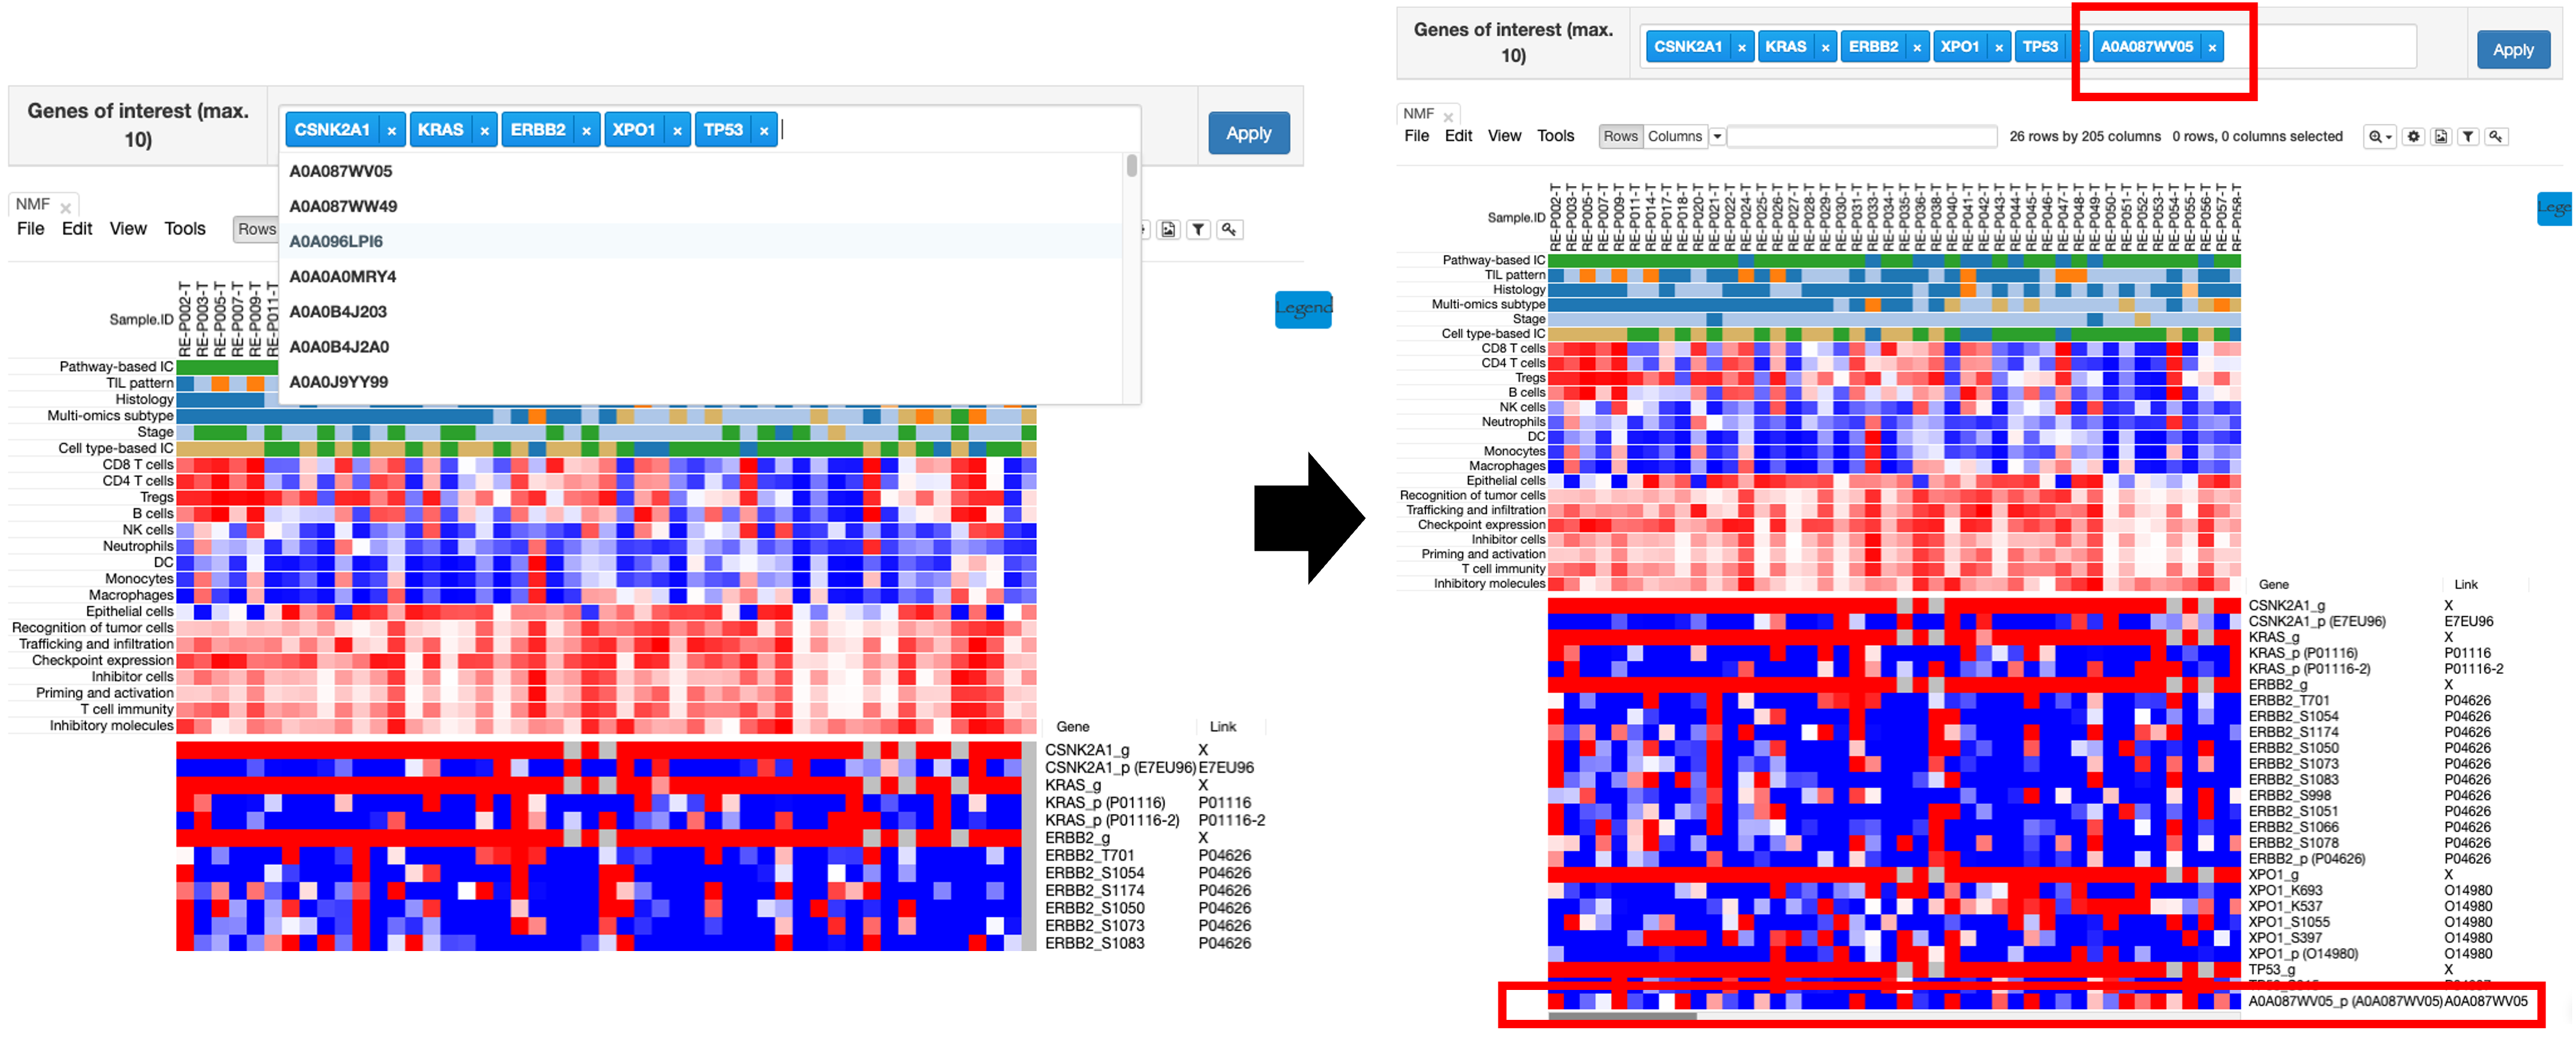 Genes of interest (max.
10)
CSNK2A1 × KRAS × ERBB2 × XPO1 × TP53 ×
Apply
A0A087WV05
A0A087WW49
A0A096LPI6
A0A0A0MRY4
A0A0B4J203
A0A0B4J2A0
A0A0J9YY99
NMF ×
File Edit View Tools Rows
Legend
Sample.ID
RE-P002-T
RE-P003-T
RE-P005-T
RE-P007-T
RE-P009-T
RE-P011-T
Pathway-based IC
TIL pattern
Histology
Multi-omics subtype
Stage
Cell type-based IC
CD8 T cells
CD4 T cells
Tregs
B cells
NK cells
Neutrophils
DC
Monocytes
Macrophages
Epithelial cells
Recognition of tumor cells
Trafficking and infiltration
Checkpoint expression
Inhibitor cells
Priming and activation
T cell immunity
Inhibitory molecules
Gene Link
CSNK2A1_g X
CSNK2A1_p (E7EU96) E7EU96
KRAS_g X
KRAS_p (P01116) P01116
KRAS_p (P01116-2) P01116-2
ERBB2_g X
ERBB2_T701 P04626
ERBB2_S1054 P04626
ERBB2_S1174 P04626
ERBB2_S1050 P04626
ERBB2_S1073 P04626
ERBB2_S1083 P04626
Genes of interest (max.
10)
CSNK2A1 × KRAS × ERBB2 × XPO1 × TP53 × A0A087WV05 ×
Apply
NMF ×
File Edit View Tools Rows Columns 26 rows by 205 columns 0 rows, 0 columns selected
Lege
Sample.ID
RE-P002-T
RE-P003-T
RE-P005-T
RE-P007-T
RE-P009-T
RE-P011-T
RE-P014-T
RE-P017-T
RE-P018-T
RE-P020-T
RE-P021-T
RE-P022-T
RE-P024-T
RE-P025-T
RE-P026-T
RE-P027-T
RE-P028-T
RE-P029-T
RE-P030-T
RE-P031-T
RE-P033-T
RE-P034-T
RE-P035-T
RE-P036-T
RE-P038-T
RE-P040-T
RE-P041-T
RE-P042-T
RE-P043-T
RE-P044-T
RE-P045-T
RE-P046-T
RE-P047-T
RE-P048-T
RE-P049-T
RE-P050-T
RE-P051-T
RE-P052-T
RE-P053-T
RE-P054-T
RE-P055-T
RE-P056-T
RE-P057-T
RE-P058-T
Pathway-based IC
TIL pattern
Histology
Multi-omics subtype
Stage
Cell type-based IC
CD8 T cells
CD4 T cells
Tregs
B cells
NK cells
Neutrophils
DC
Monocytes
Macrophages
Epithelial cells
Recognition of tumor cells
Trafficking and infiltration
Checkpoint expression
Inhibitor cells
Priming and activation
T cell immunity
Inhibitory molecules
Gene Link
CSNK2A1_g X
CSNK2A1_p (E7EU96) E7EU96
KRAS_g X
KRAS_p (P01116) P01116
KRAS_p (P01116-2) P01116-2
ERBB2_g X
ERBB2_T701 P04626
ERBB2_S1054 P04626
ERBB2_S1174 P04626
ERBB2_S1050 P04626
ERBB2_S1073 P04626
ERBB2_S1083 P04626
ERBB2_S998 P04626
ERBB2_S1051 P04626
ERBB2_S1066 P04626
ERBB2_S1078 P04626
ERBB2_p (P04626) P04626
XPO1_g X
XPO1_K693 O14980
XPO1_K537 O14980
XPO1_S1055 O14980
XPO1_S397 O14980
XPO1_p (O14980) O14980
TP53_g X
A0A087WV05_p (A0A087WV05) A0A087WV05